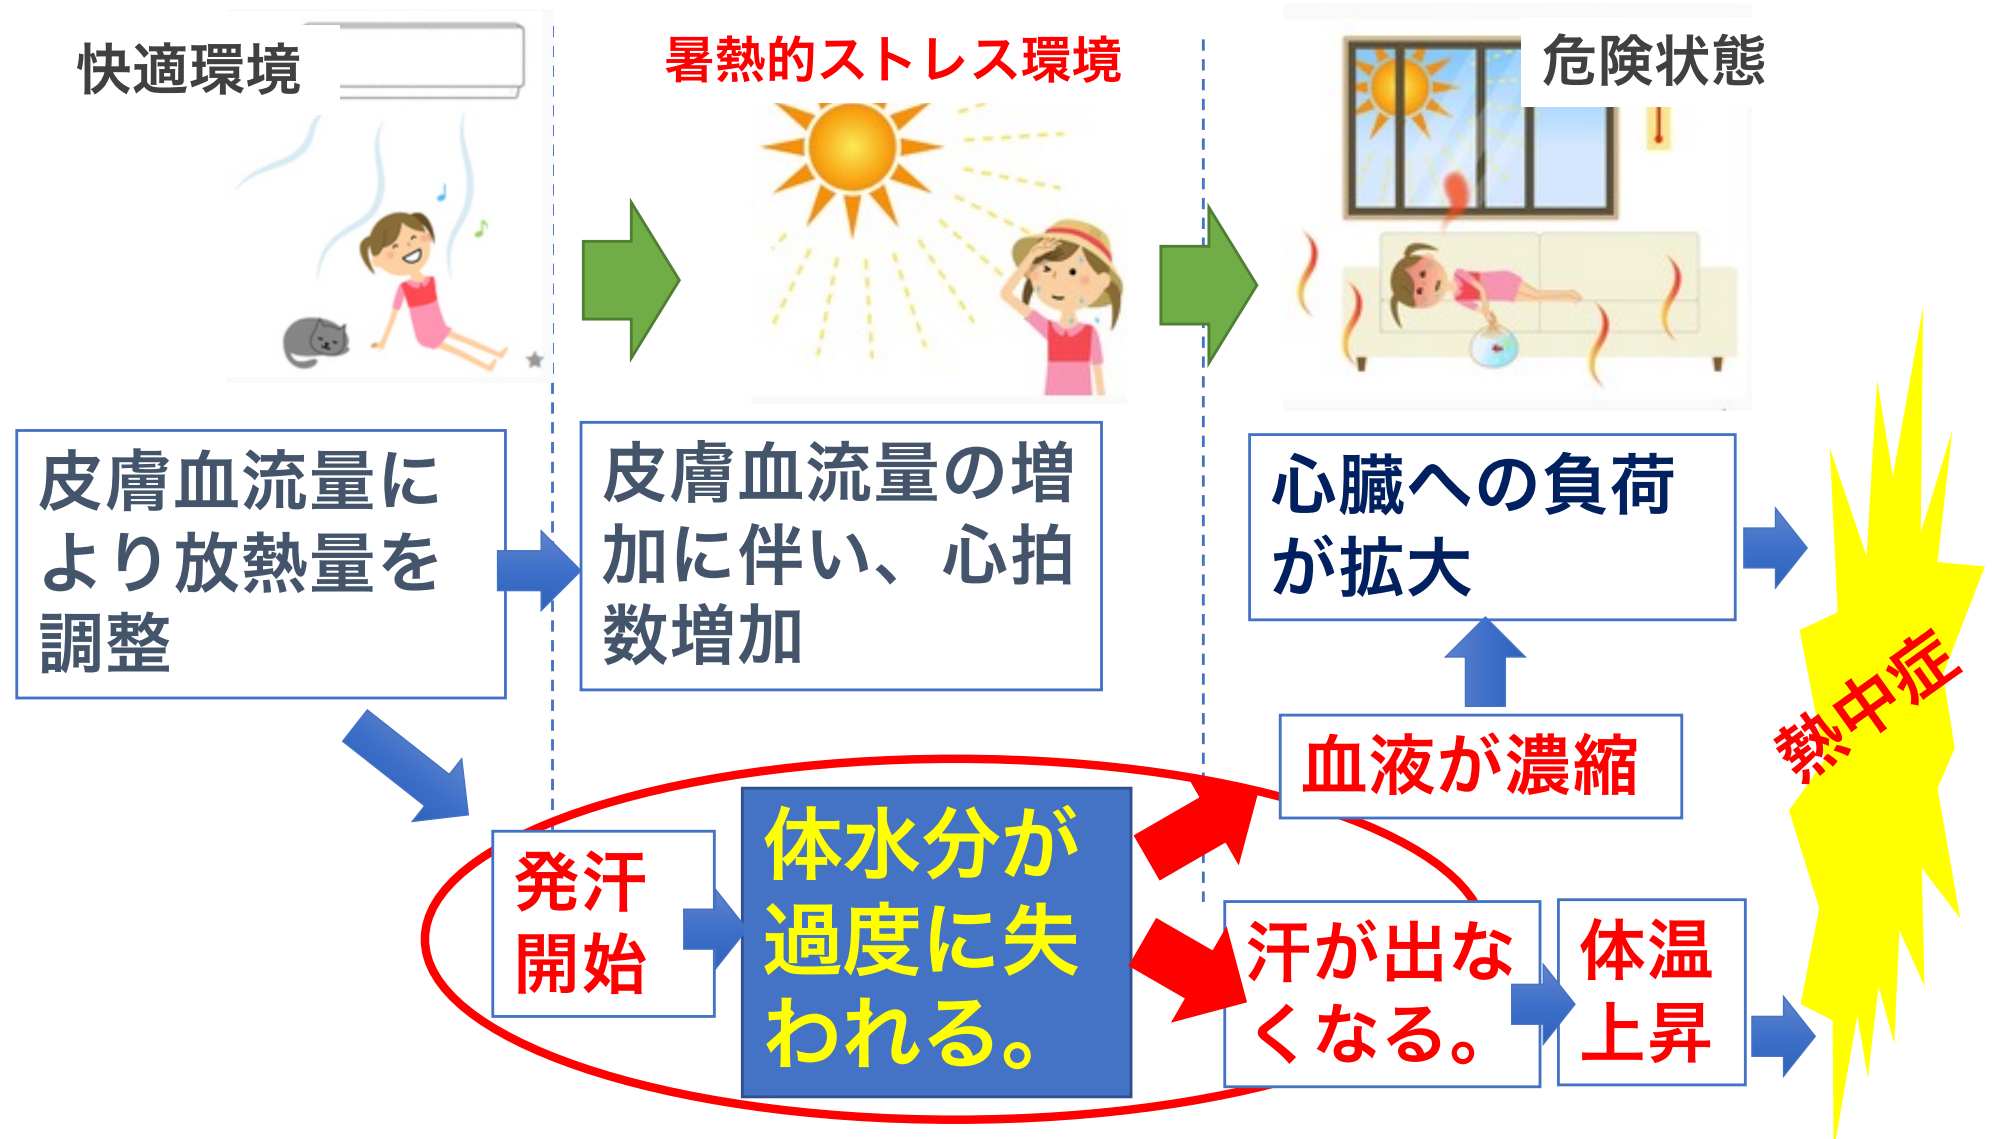 快適環境
暑熱的ストレス環境
危険状態
皮膚血流量に
より放熱量を
調整
皮膚血流量の増
加に伴い、心拍
数増加
心臓への負荷
が拡大
血液が濃縮
熱中症
発汗
開始
体水分が
過度に失
われる。
汗が出な
くなる。
体温
上昇